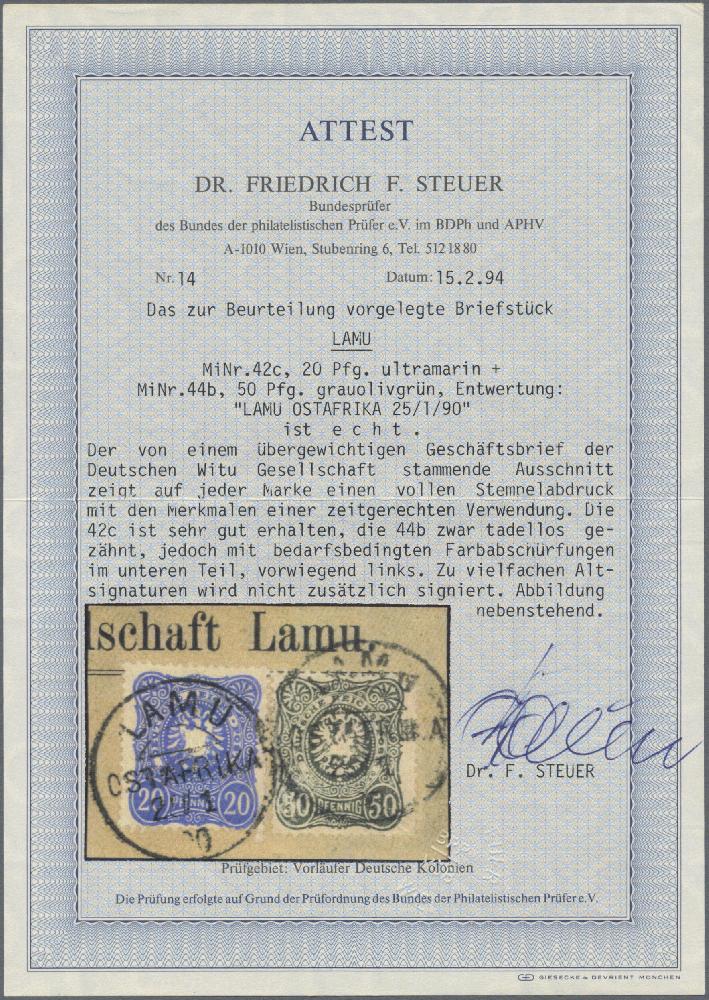 ATTEST
DR. FRIEDRICH F. STEUER
Bundesprüfer
des Bundes der philatelistischen Prüfer e.V. im BDPh und APHV
A-1010 Wien, Stubenring 6, Tel. 512 18 80
Nr. 14 Datum: 15.2.94
Das zur Beurteilung vorgelegte Briefstück
LAMU
MiNr.42c, 20 Pfg. ultramarin +
MiNr.44b, 50 Pfg. grauolivgrün, Entwertung:
"LAMU OSTAFRIKA 25/1/90"
ist e c h t .
Der von einem übergewichtigen Geschäftsbrief der
Deutschen Witu Gesellschaft stammende Ausschnitt
zeigt auf jeder Marke einen vollen Stempelabdruck
mit den Merkmalen einer zeitgerechten Verwendung. Die
42c ist sehr gut erhalten, die 44b zwar tadellos ge-
zähnt, jedoch mit bedarfsbedingten Farbabschürfungen
im unteren Teil, vorwiegend links. Zu vielfachen Alt-
signaturen wird nicht zusätzlich signiert. Abbildung
nebenstehend.
lschaft Lamu,
LAMU
OSTAFRIKA
20 PFENNIG 20
50 PFENNIG 50
Dr. F. STEUER
Prüfgebiet: Vorläufer Deutsche Kolonien
Die Prüfung erfolgte auf Grund der Prüfordnung des Bundes der Philatelistischen Prüfer e.V.
GIESECKE & DEVRIENT MÜNCHEN